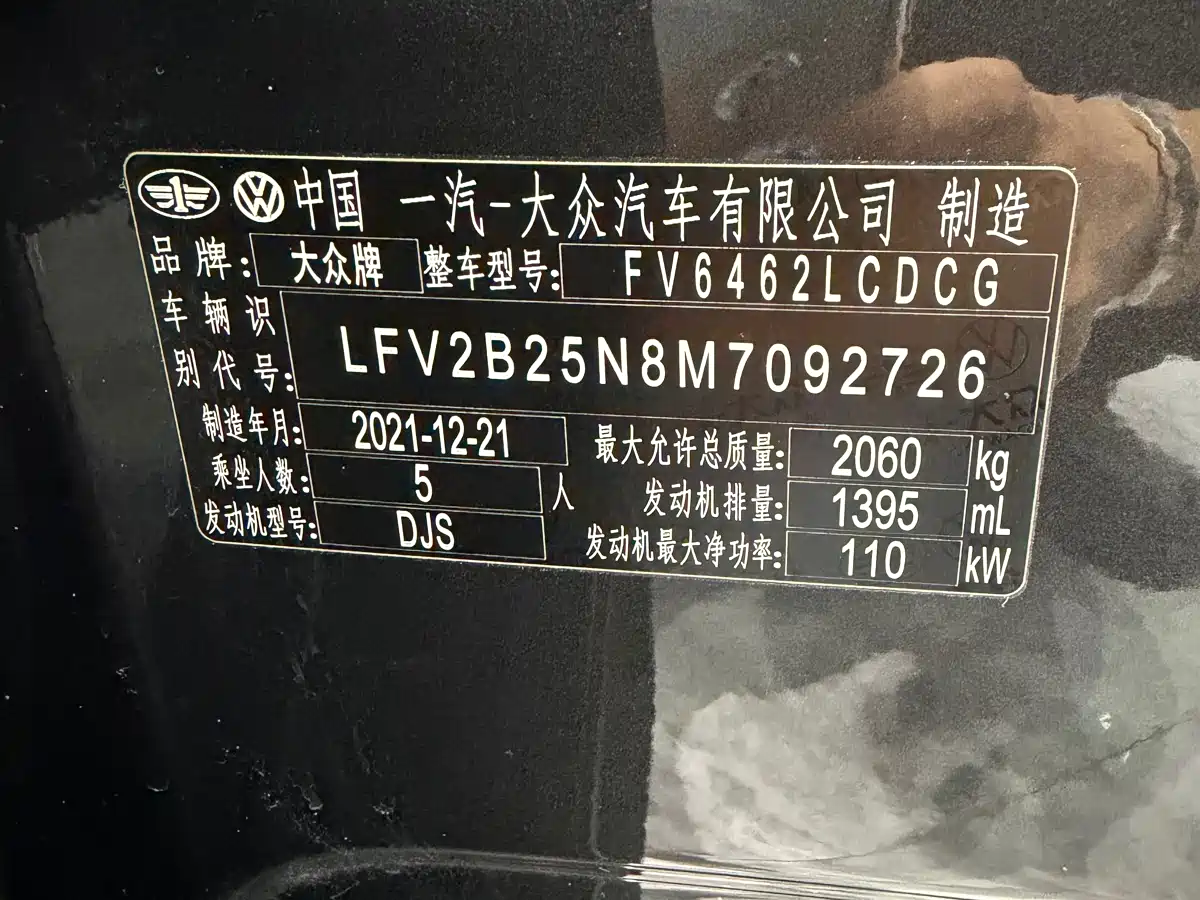 中国 一汽-大众汽车有限公司 制造
品牌: 大众牌 整车型号: FV6462LCDCG
车辆识别代号: LFV2B25N8M7092726
制造年月: 2021-12-21 最大允许总质量: 2060 kg
乘坐人数: 5 人 发动机排量: 1395 mL
发动机型号: DJS 发动机最大净功率: 110 kW